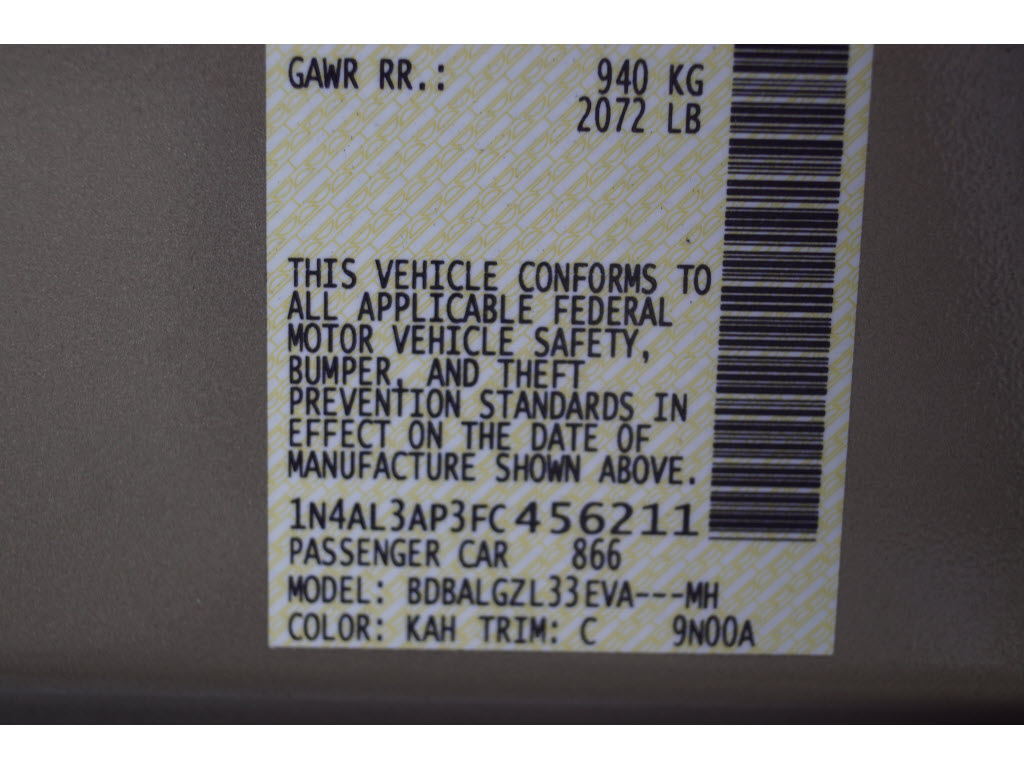 GAWR RR.: 940 KG
2072 LB
THIS VEHICLE CONFORMS TO
ALL APPLICABLE FEDERAL
MOTOR VEHICLE SAFETY,
BUMPER, AND THEFT
PREVENTION STANDARDS IN
EFFECT ON THE DATE OF
MANUFACTURE SHOWN ABOVE.
1N4AL3AP3FC456211
PASSENGER CAR 866
MODEL: BDBALGZL33EVA---MH
COLOR: KAH TRIM: C 9N00A